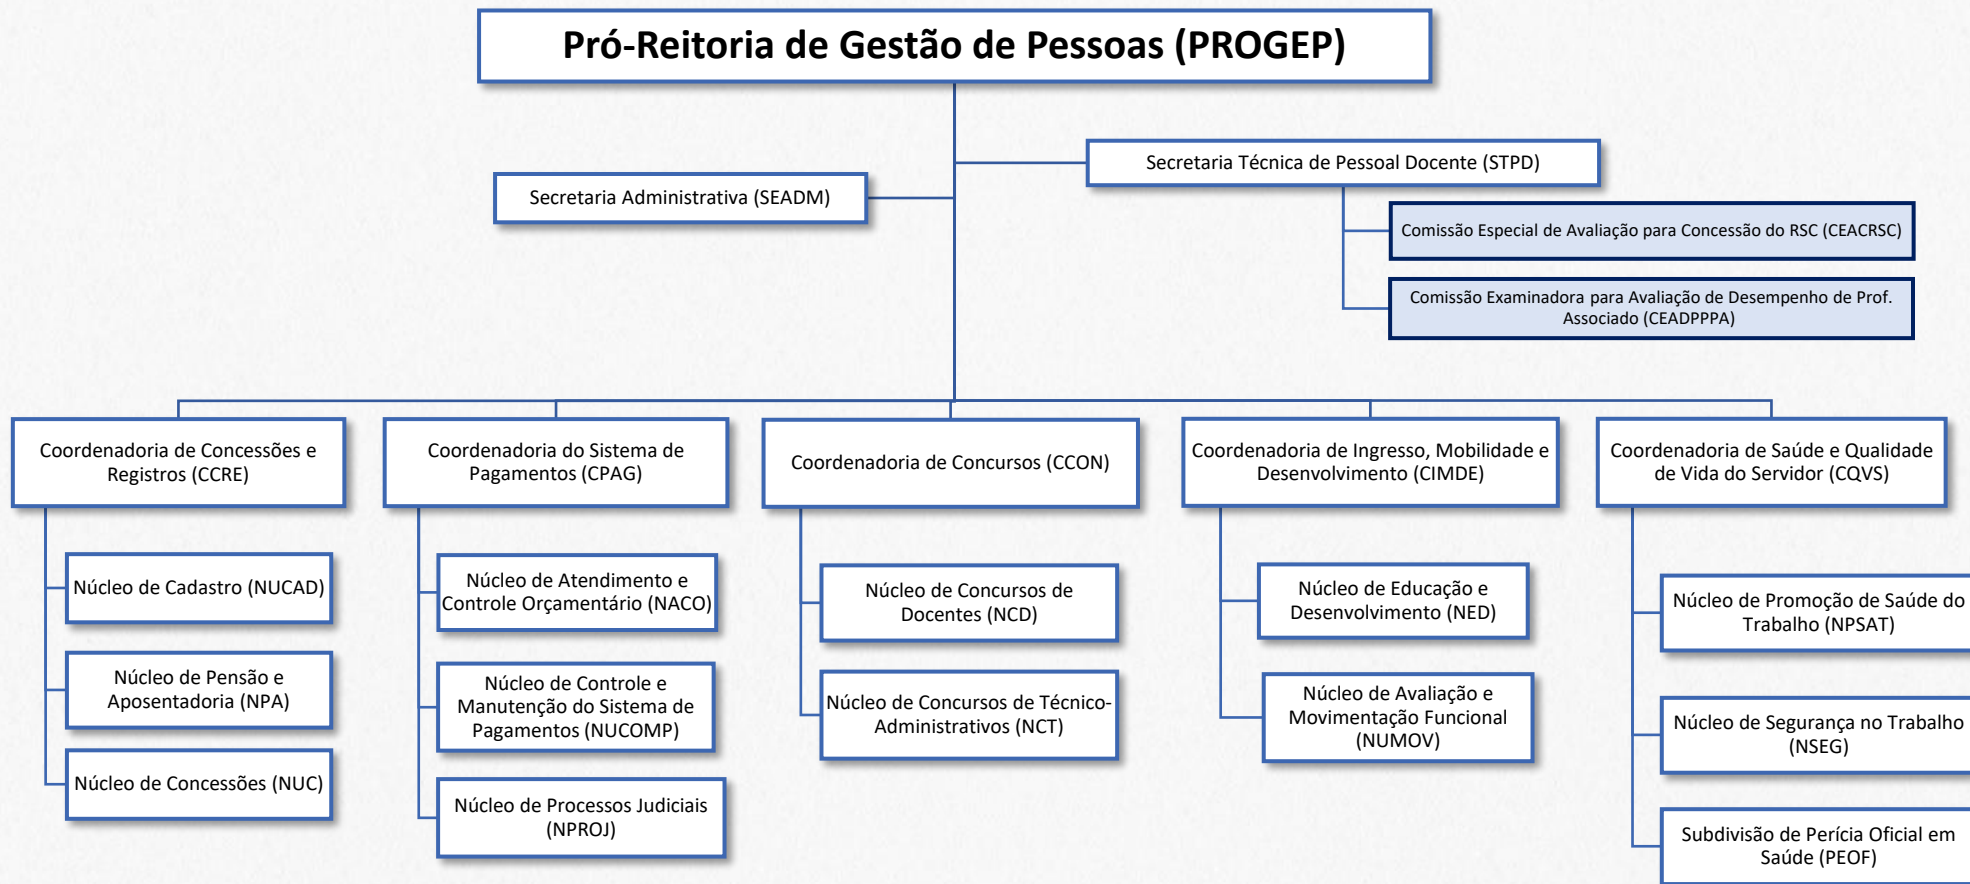 Pró-Reitoria de Gestão de Pessoas (PROGEP)
Secretaria Técnica de Pessoal Docente (STPD)
Secretaria Administrativa (SEADM)
Comissão Especial de Avaliação para Concessão do RSC (CEACRSC)
Comissão Examinadora para Avaliação de Desempenho de Prof.
Associado (CEADPPPA)
Coordenadoria de Concessões e
Registros (CCRE)
Núcleo de Cadastro (NUCAD)
Núcleo de Pensão e
Aposentadoria (NPA)
Núcleo de Concessões (NUC)
Coordenadoria do Sistema de
Pagamentos (CPAG)
Núcleo de Atendimento e
Controle Orçamentário (NACO)
Núcleo de Controle e
Manutenção do Sistema de
Pagamentos (NUCOMP)
Núcleo de Processos Judiciais
(NPROJ)
Coordenadoria de Concursos (CCON)
Núcleo de Concursos de
Docentes (NCD)
Núcleo de Concursos de Técnico-
Administrativos (NCT)
Coordenadoria de Ingresso, Mobilidade e
Desenvolvimento (CIMDE)
Núcleo de Educação e
Desenvolvimento (NED)
Núcleo de Avaliação e
Movimentação Funcional
(NUMOV)
Coordenadoria de Saúde e Qualidade
de Vida do Servidor (CQVS)
Núcleo de Promoção de Saúde do
Trabalho (NPSAT)
Núcleo de Segurança no Trabalho
(NSEG)
Subdivisão de Perícia Oficial em
Saúde (PEOF)